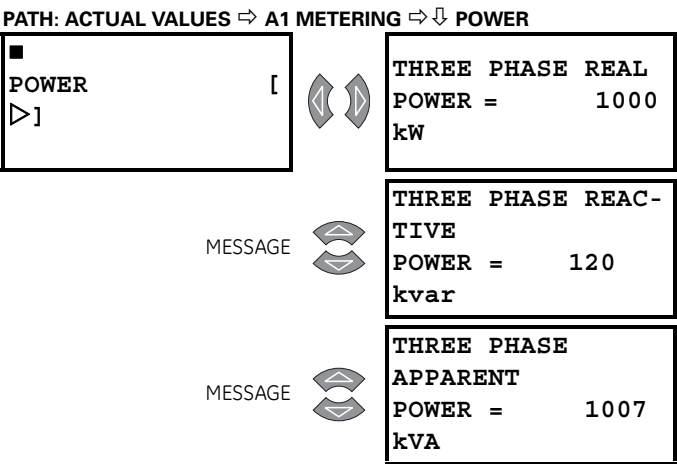 PATH: ACTUAL VALUES ⇨ A1 METERING ⇨⇩ POWER
■
POWER [
▷]
THREE PHASE REAL
POWER = 1000
kW
MESSAGE
THREE PHASE REAC-
TIVE
POWER = 120
kvar
MESSAGE
THREE PHASE
APPARENT
POWER = 1007
kVA